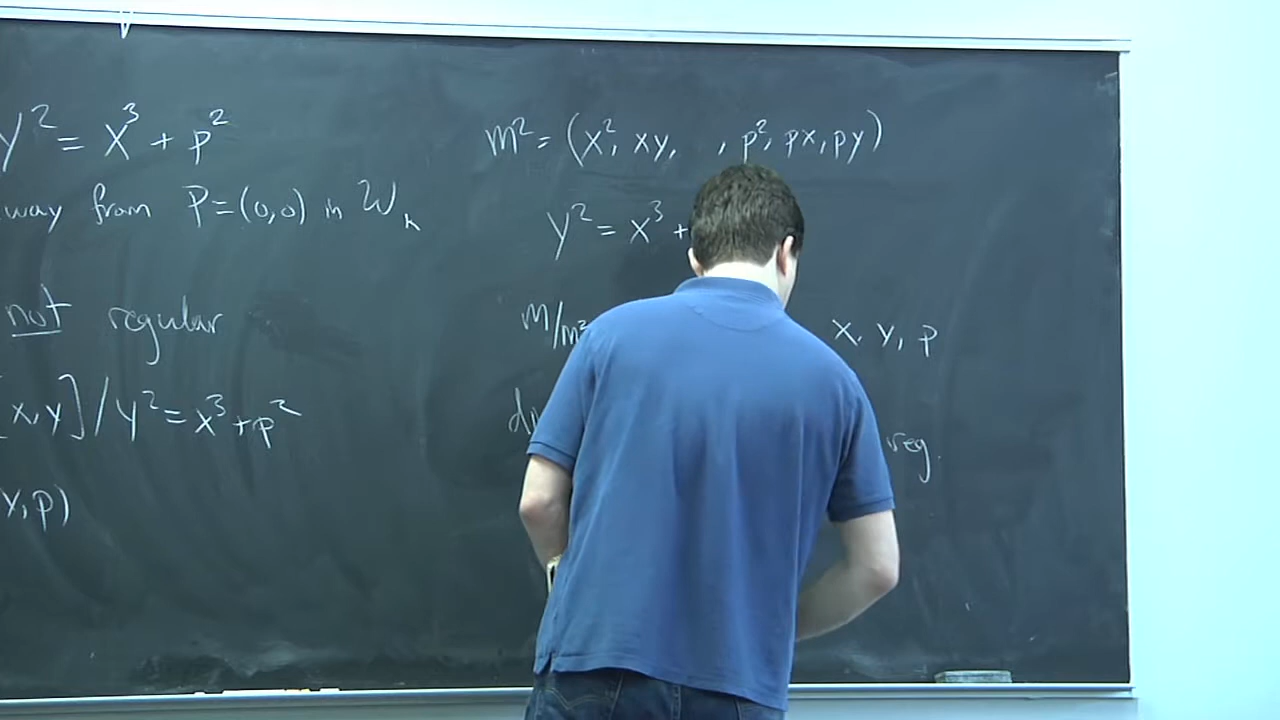 y² = x³ + p²
way from P = (0,0) in W_k
not regular
[x,y]/y² = x³ + p²
y,p)
m² = (x², xy, , p², px, py)
y² = x³ +
m/m² x, y, p
reg.